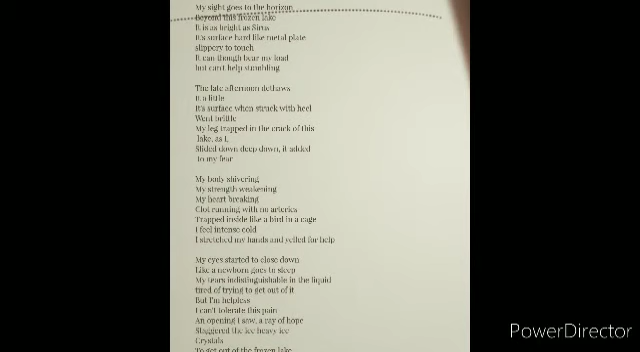 My sight goes to the horizon
Beyond this frozen lake
It is as bright as Sirus
It's surface hard like metal plate
slippery to touch
It can though bear my load
but can't help stumbling
The late afternoon dethaws
It a little
It's surface when struck with heel
Went brittle
My leg trapped in the crack of this
lake, as I,
Slided down deep down, it added
to my fear
My body shivering
My strength weakening
My heart breaking
Clot running with no arteries
Trapped inside like a bird in a cage
I feel intense cold
I stretched my hands and yelled for help
My eyes started to close down
Like a newborn goes to sleep
My tears indistinguishable in the liquid
tired of trying to get out of it
But I'm helpless
I can't tolerate this pain
An opening I saw, a ray of hope
Staggered the ice heavy ice
Crystals
To get out of the frozen lake
PowerDirector